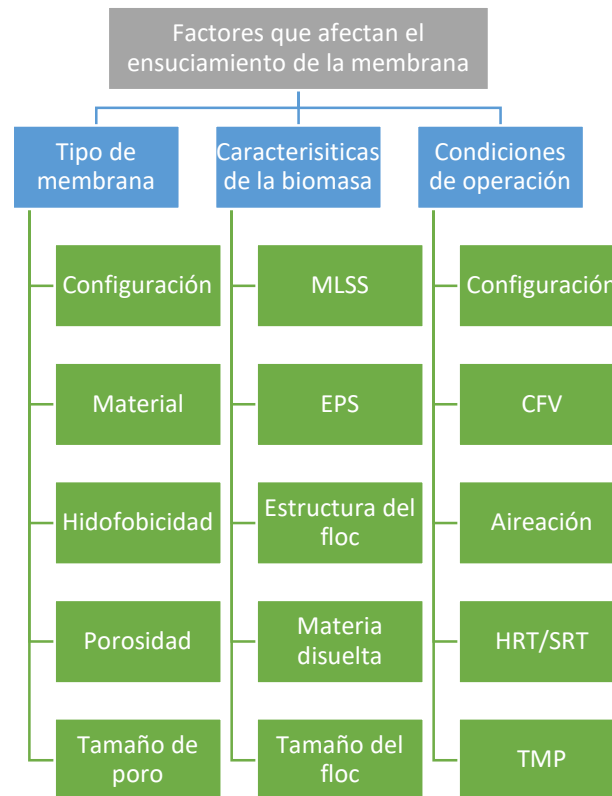 Factores que afectan el
ensuciamiento de la membrana
Tipo de
membrana
Configuración
Material
Hidofobicidad
Porosidad
Tamaño de
poro
Caracterisiticas
de la biomasa
MLSS
EPS
Estructura del
floc
Materia
disuelta
Tamaño del
floc
Condiciones
de operación
Configuración
CFV
Aireación
HRT/SRT
TMP